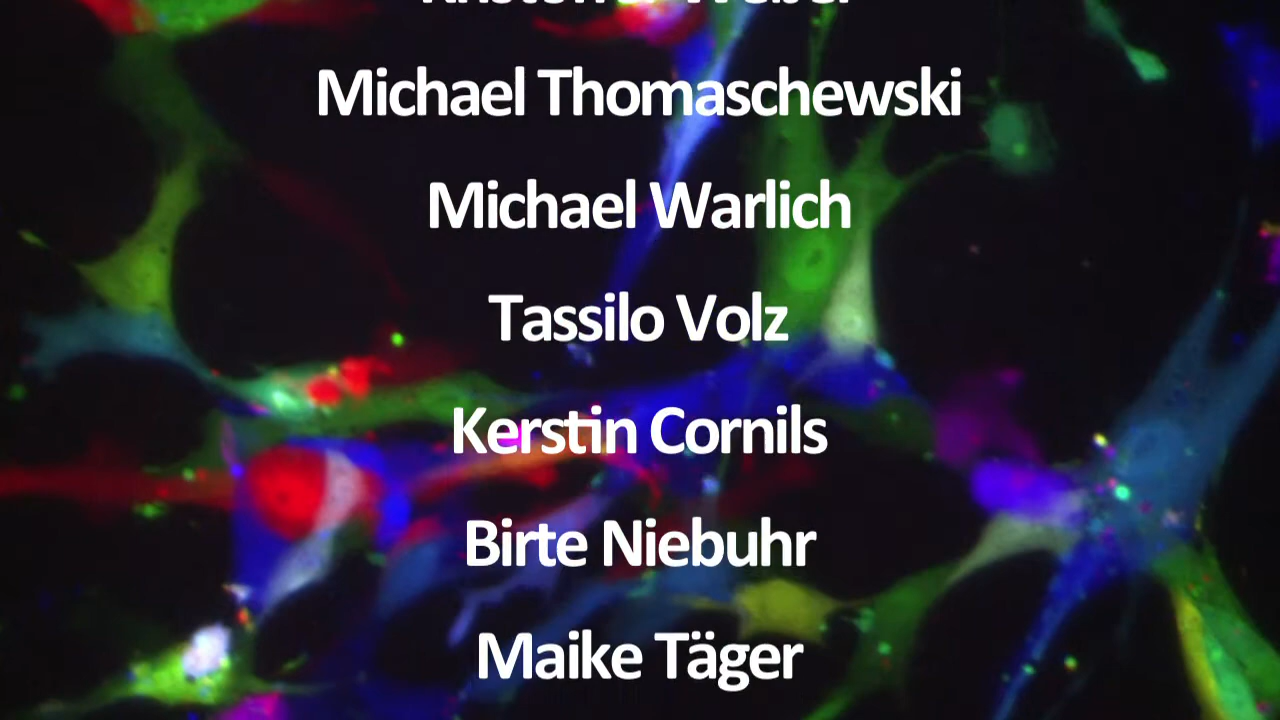 Michael Thomaschewski
Michael Warlich
Tassilo Volz
Kerstin Cornils
Birte Niebuhr
Maike Täger